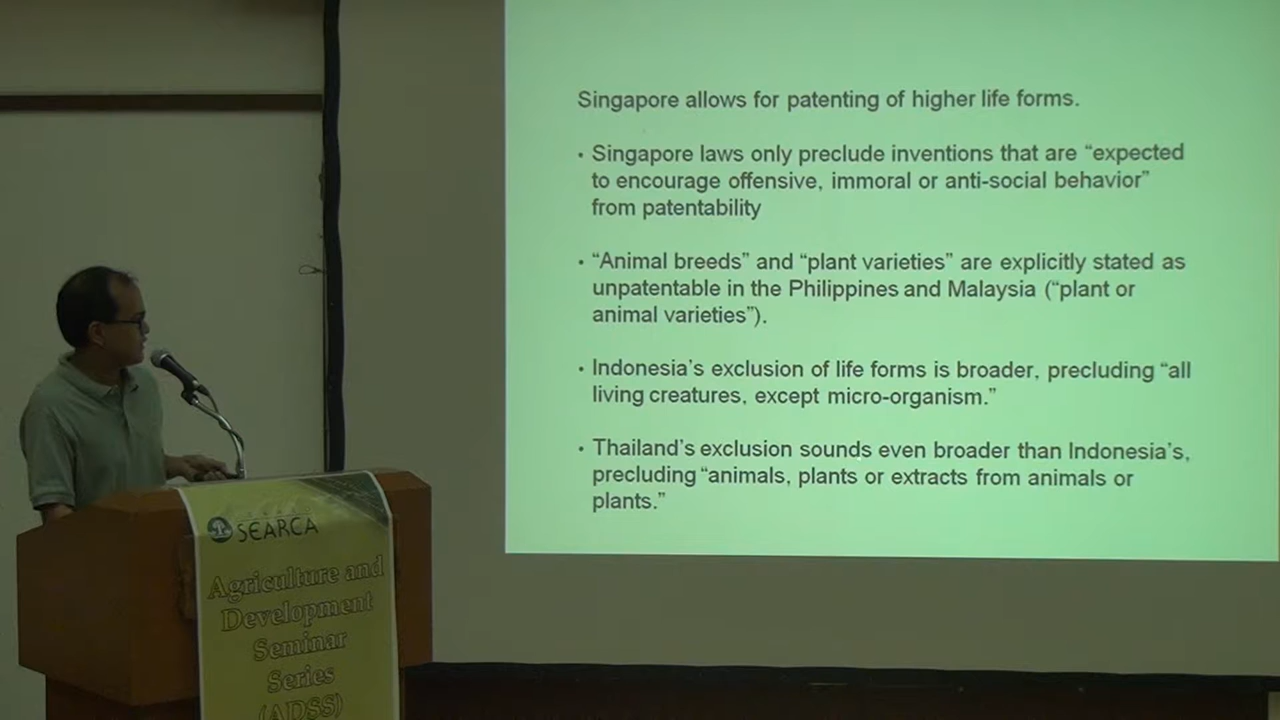 Singapore allows for patenting of higher life forms.
• Singapore laws only preclude inventions that are “expected
to encourage offensive, immoral or anti-social behavior”
from patentability
• “Animal breeds” and “plant varieties” are explicitly stated as
unpatentable in the Philippines and Malaysia (“plant or
animal varieties”).
• Indonesia’s exclusion of life forms is broader, precluding “all
living creatures, except micro-organism.”
• Thailand’s exclusion sounds even broader than Indonesia’s,
precluding “animals, plants or extracts from animals or
plants.”
SEARCA
Agriculture and
Development
Seminar
Series
(ADSS)